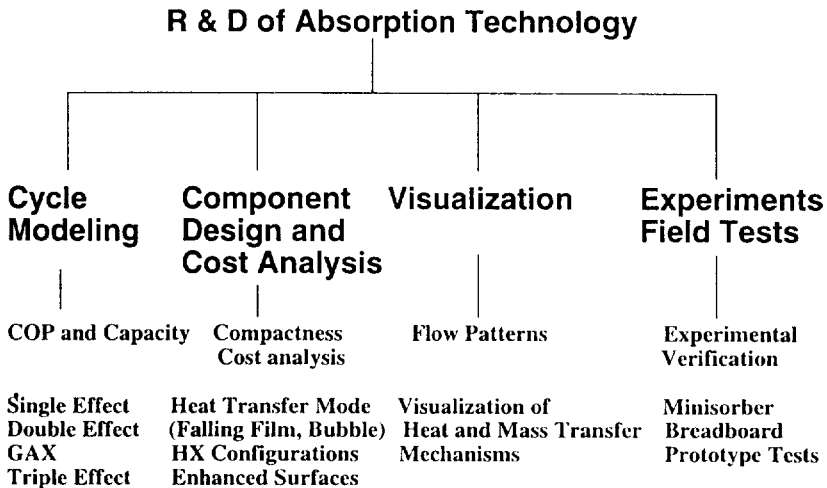 R & D of Absorption Technology
Cycle
Modeling
Component
Design and
Cost Analysis
Visualization
Experiments
Field Tests
COP and Capacity
Compactness
Cost analysis
Flow Patterns
Experimental
Verification
Single Effect
Double Effect
GAX
Triple Effect
Heat Transfer Mode
(Falling Film, Bubble)
HX Configurations
Enhanced Surfaces
Visualization of
Heat and Mass Transfer
Mechanisms
Minisorber
Breadboard
Prototype Tests